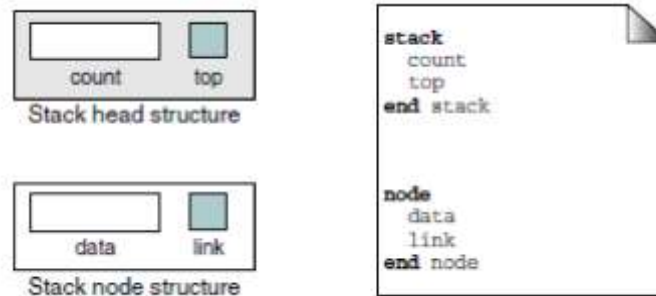 count top
Stack head structure
data link
Stack node structure
stack
count
top
end stack
node
data
link
end node